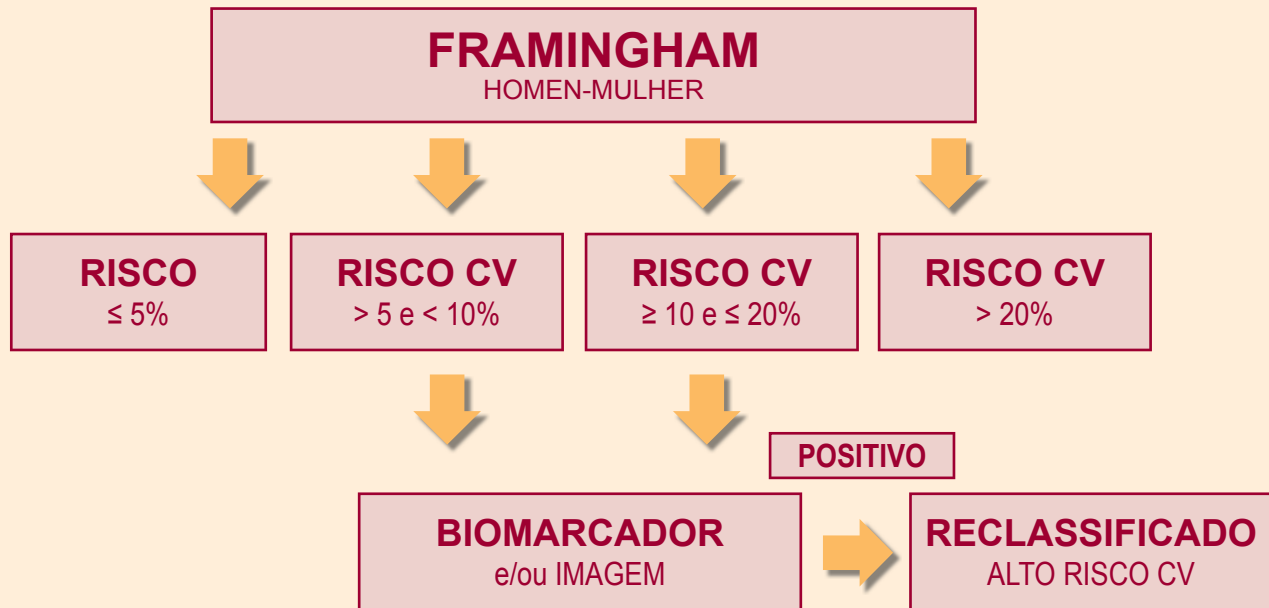 FRAMINGHAM
HOMEN-MULHER
RISCO
≤ 5%
RISCO CV
> 5 e < 10%
RISCO CV
≥ 10 e ≤ 20%
RISCO CV
> 20%
POSITIVO
BIOMARCADOR
e/ou IMAGEM
RECLASSIFICADO
ALTO RISCO CV